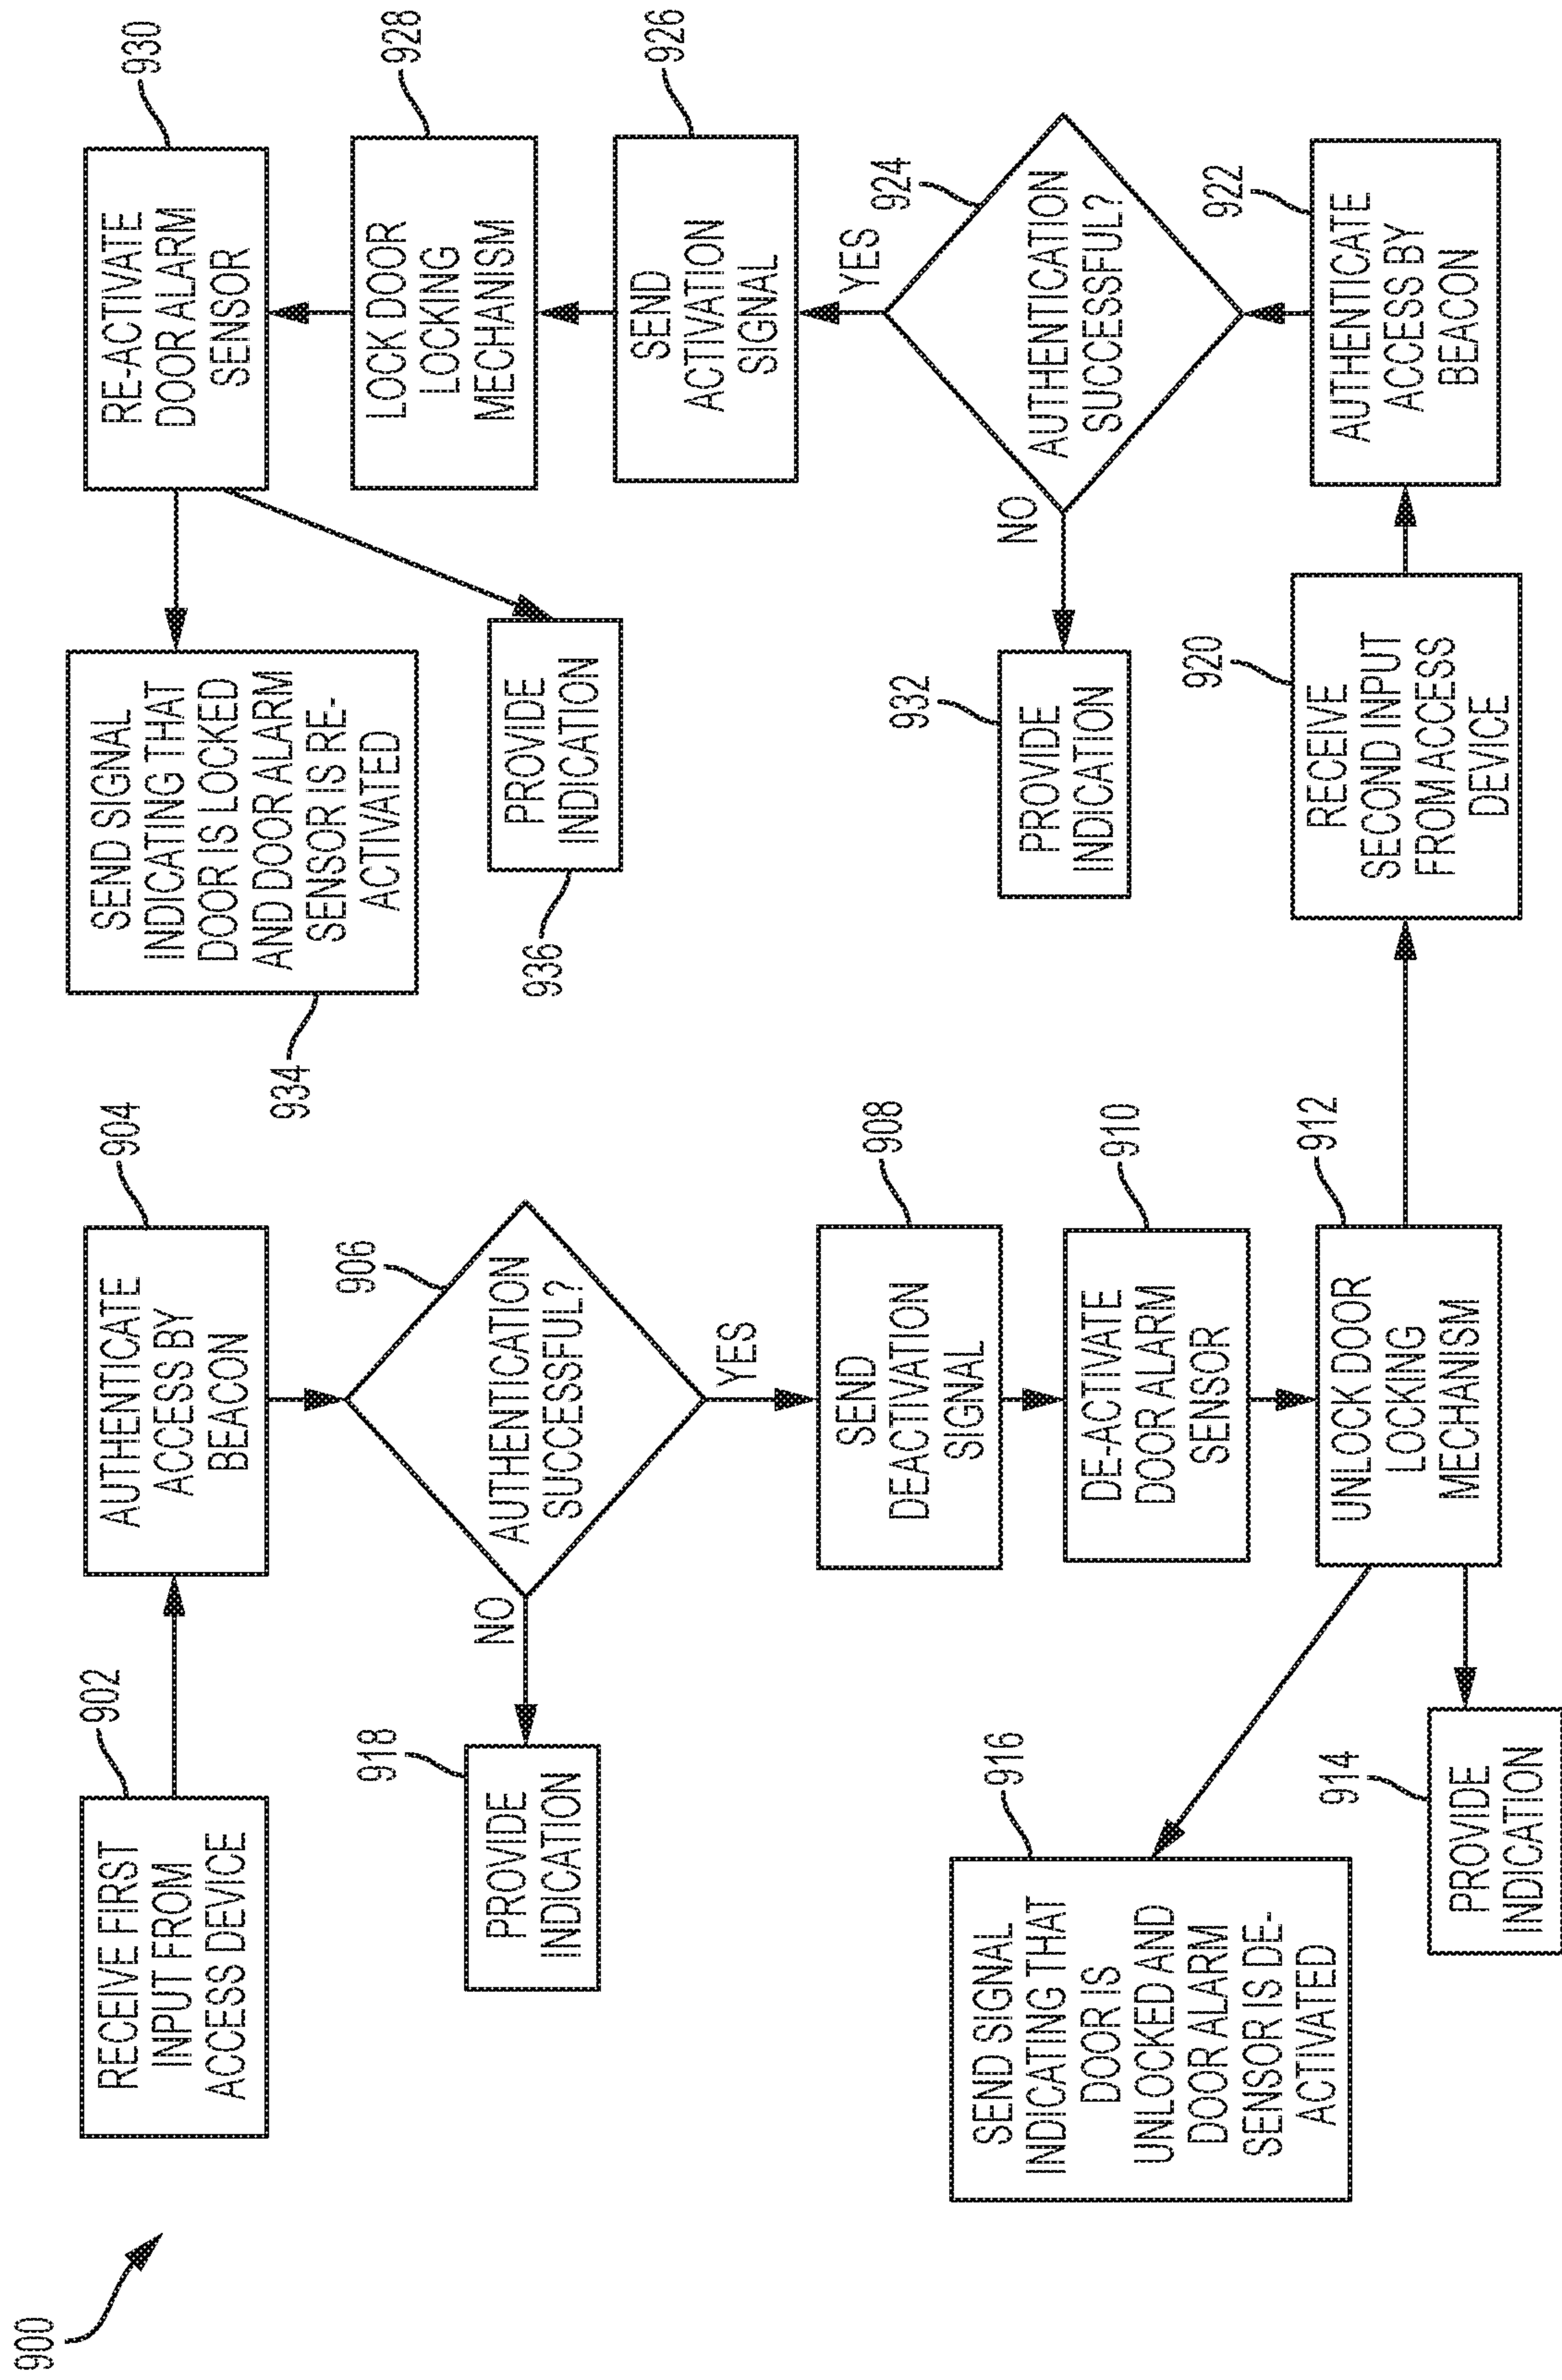 900
902
RECEIVE FIRST
INPUT FROM
ACCESS DEVICE
904
AUTHENTICATE
ACCESS BY
BEACON
906
AUTHENTICATION
SUCCESSFUL?
NO
YES
918
PROVIDE
INDICATION
908
SEND
DEACTIVATION
SIGNAL
910
DE-ACTIVATE
DOOR ALARM
SENSOR
912
UNLOCK DOOR
LOCKING
MECHANISM
916
SEND SIGNAL
INDICATING THAT
DOOR IS
UNLOCKED AND
DOOR ALARM
SENSOR IS DE-
ACTIVATED
914
PROVIDE
INDICATION
920
RECEIVE
SECOND INPUT
FROM ACCESS
DEVICE
922
AUTHENTICATE
ACCESS BY
BEACON
924
AUTHENTICATION
SUCCESSFUL?
NO
YES
932
PROVIDE
INDICATION
926
SEND
ACTIVATION
SIGNAL
928
LOCK DOOR
LOCKING
MECHANISM
930
RE-ACTIVATE
DOOR ALARM
SENSOR
934
SEND SIGNAL
INDICATING THAT
DOOR IS LOCKED
AND DOOR ALARM
SENSOR IS RE-
ACTIVATED
936
PROVIDE
INDICATION